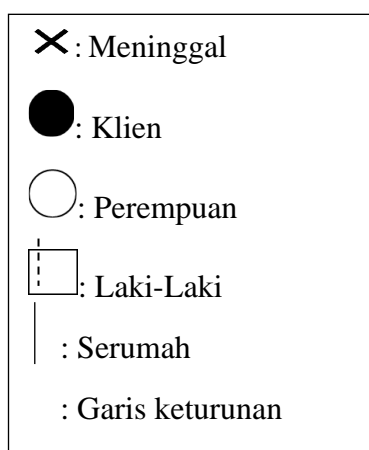 : Meninggal
: Klien
: Perempuan
: Laki-Laki
: Serumah
: Garis keturunan